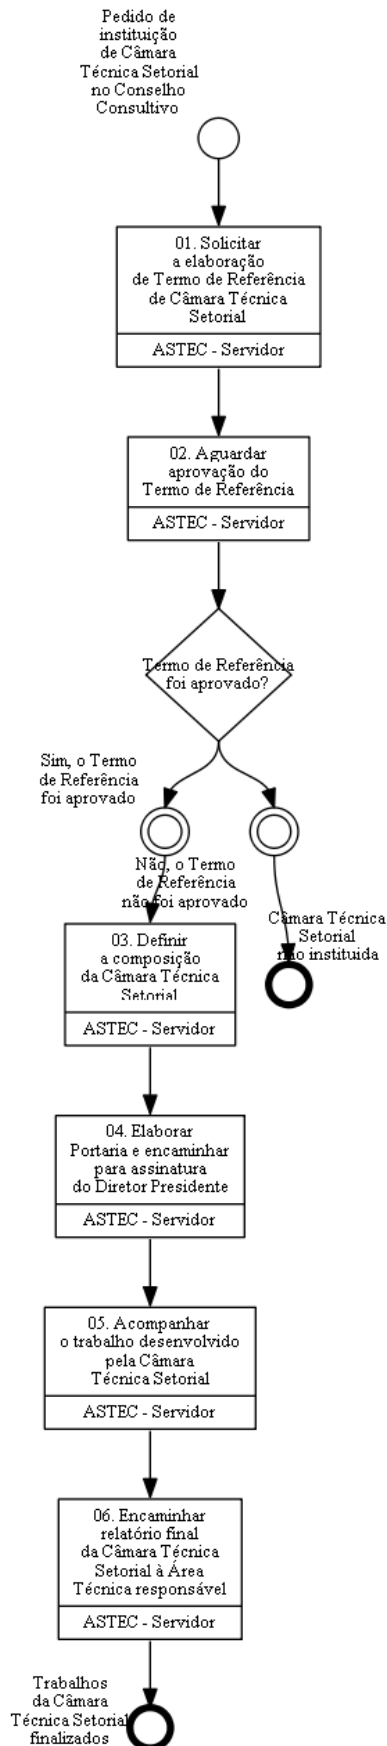 Pedido de
instituição
de Câmara
Técnica Setorial
no Conselho
Consultivo
01. Solicitar
a elaboração
de Termo de Referência
de Câmara Técnica
Setorial
ASTEC - Servidor
02. Aguardar
aprovação do
Termo de Referência
ASTEC - Servidor
Termo de Referência
foi aprovado?
Sim, o Termo
de Referência
foi aprovado
Não, o Termo
de Referência
não foi aprovado
Câmara Técnica
Setorial
não instituida
03. Definir
a composição
da Câmara Técnica
Setorial
ASTEC - Servidor
04. Elaborar
Portaria e encaminhar
para assinatura
do Diretor Presidente
ASTEC - Servidor
05. Acompanhar
o trabalho desenvolvido
pela Câmara
Técnica Setorial
ASTEC - Servidor
06. Encaminhar
relatório final
da Câmara Técnica
Setorial à Área
Técnica responsável
ASTEC - Servidor
Trabalhos
da Câmara
Técnica Setorial
finalizados